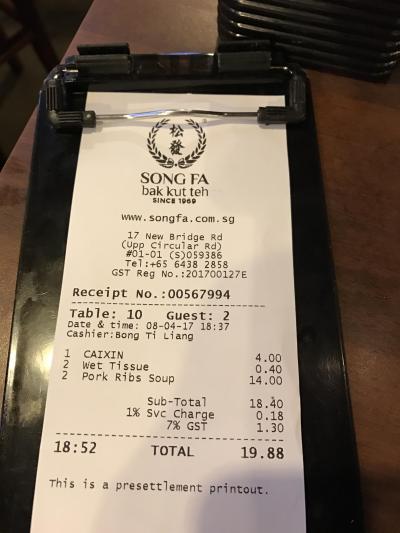 松
發
SONG FA
bak kut teh
SINCE 1969
www.songfa.com.sg
17 New Bridge Rd
(Upp Circular Rd)
#01-01 (S)059386
Tel:+65 6438 2858
GST Reg No.:201700127E
Receipt No.:00567994
Table: 10 Guest: 2
Date & time: 08-04-17 18:37
Cashier:Bong Ti Liang
1 CAIXIN 4.00
2 Wet Tissue 0.40
2 Pork Ribs Soup 14.00
Sub-Total 18.40
1% Svc Charge 0.18
7% GST 1.30
18:52 TOTAL 19.88
This is a presettlement printout.